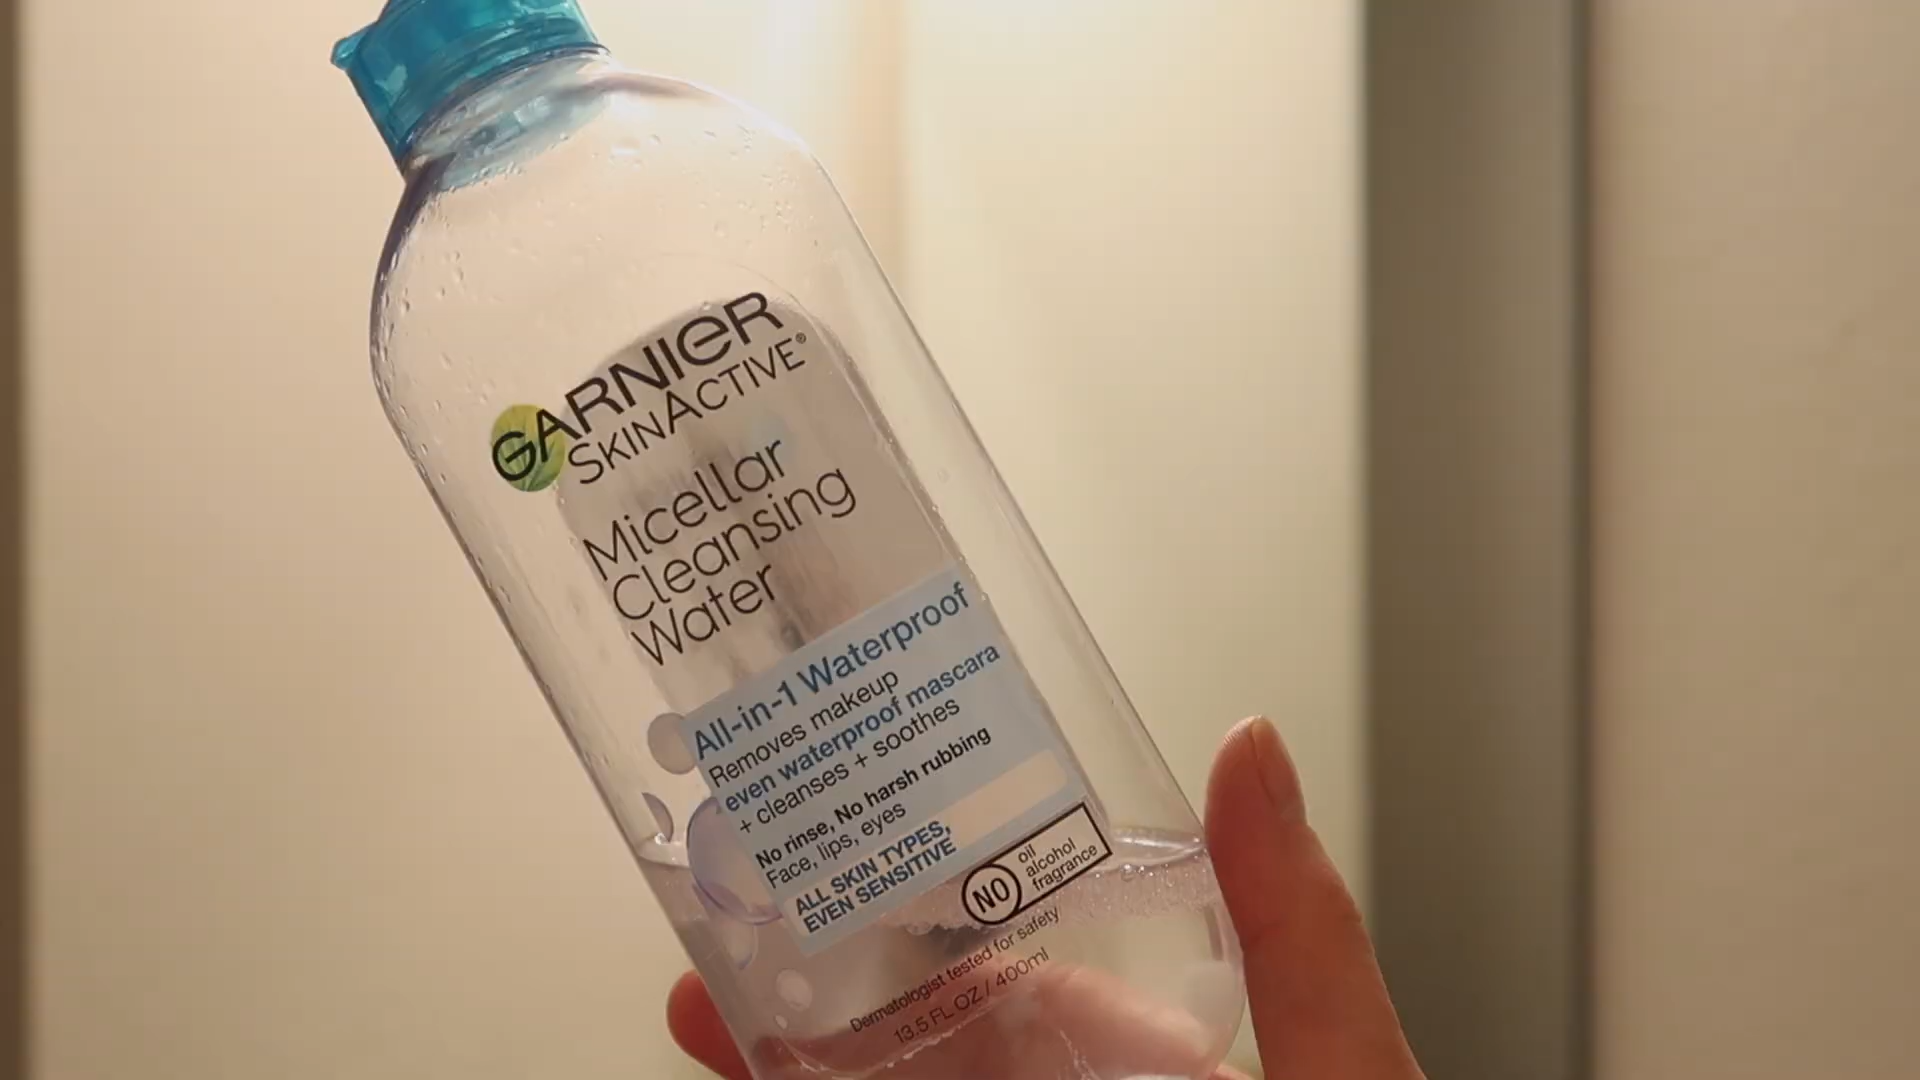 GARNIER
SKINACTIVE®
Micellar
Cleansing
Water
All-in-1 Waterproof
Removes makeup
even waterproof mascara
+ cleanses + soothes
No rinse, No harsh rubbing
Face, lips, eyes
ALL SKIN TYPES,
EVEN SENSITIVE
NO
oil
alcohol
fragrance
Dermatologist tested for safety
13.5 FL OZ / 400ml